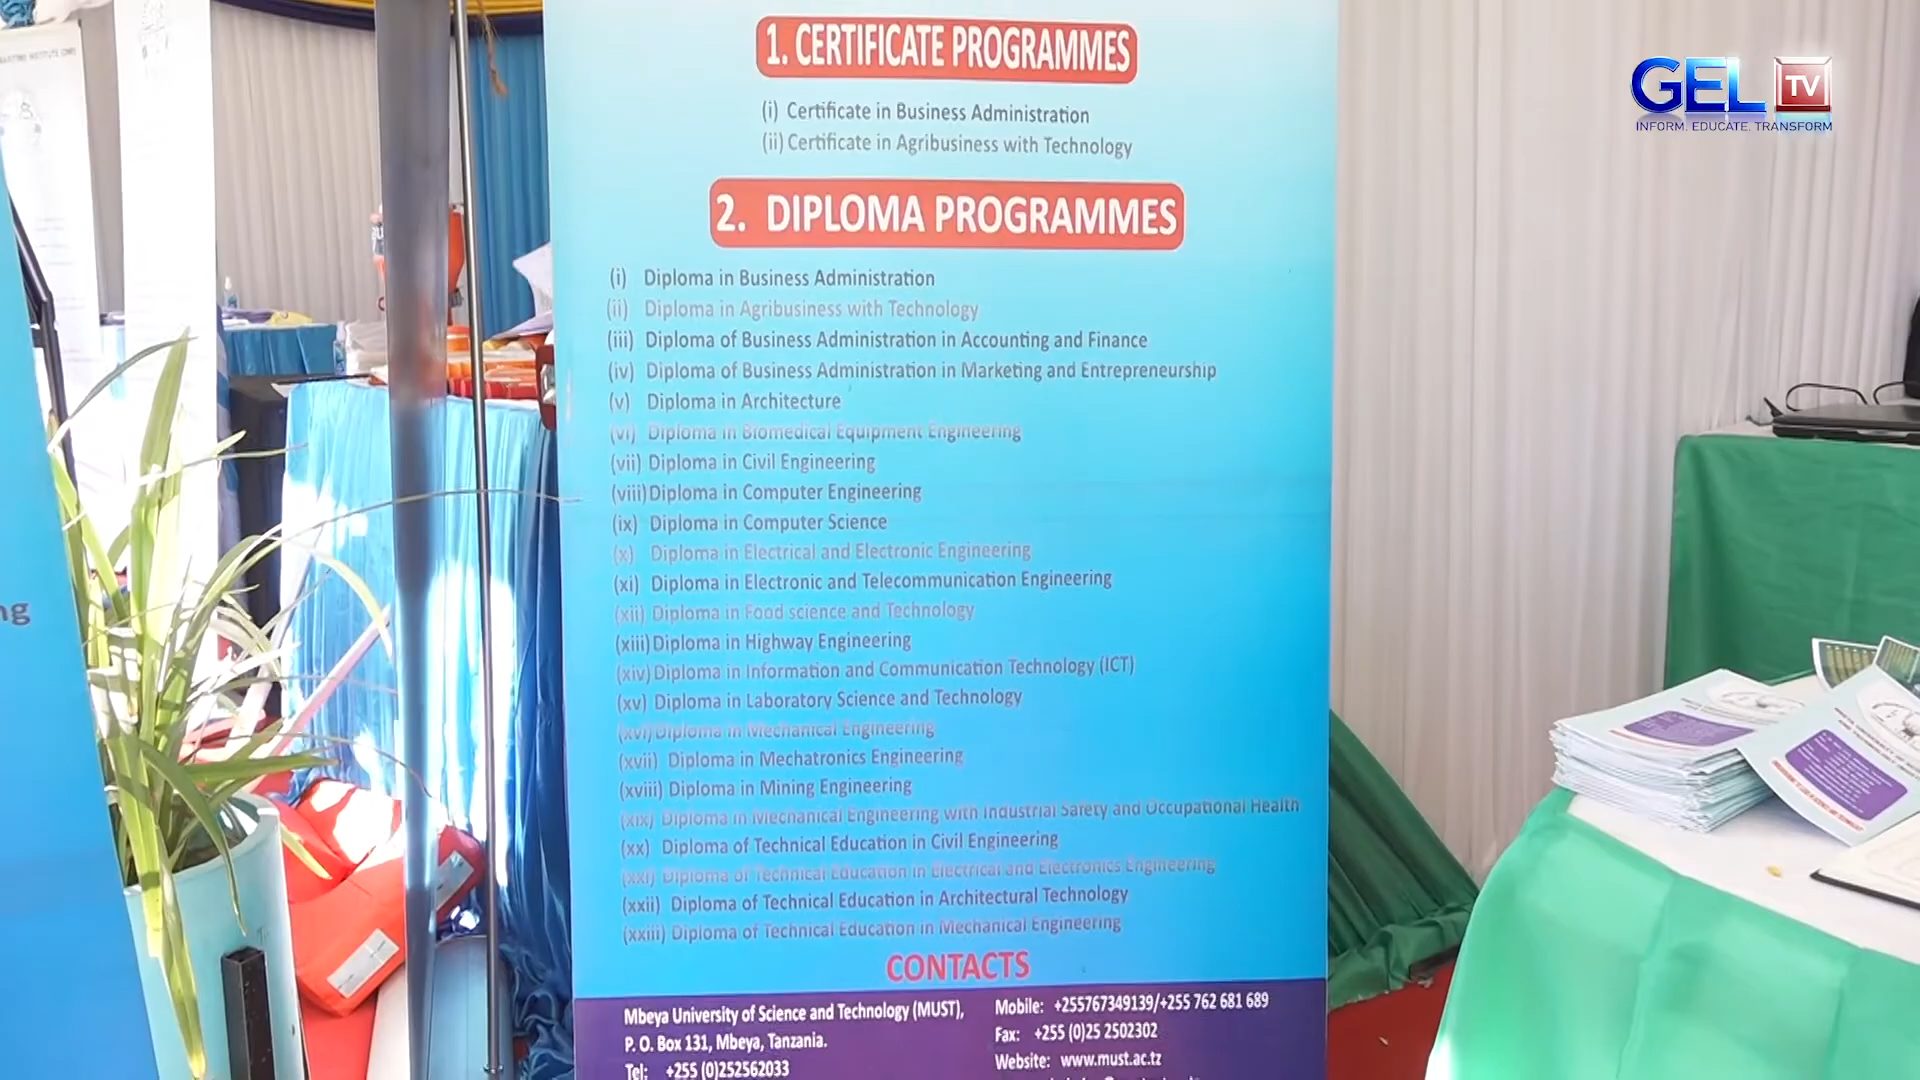 GEL TV
INFORM. EDUCATE. TRANSFORM
1. CERTIFICATE PROGRAMMES
(i) Certificate in Business Administration
(ii) Certificate in Agribusiness with Technology
2. DIPLOMA PROGRAMMES
(i) Diploma in Business Administration
(ii) Diploma in Agribusiness with Technology
(iii) Diploma of Business Administration in Accounting and Finance
(iv) Diploma of Business Administration in Marketing and Entrepreneurship
(v) Diploma in Architecture
(vi) Diploma in Biomedical Equipment Engineering
(vii) Diploma in Civil Engineering
(viii) Diploma in Computer Engineering
(ix) Diploma in Computer Science
(x) Diploma in Electrical and Electronic Engineering
(xi) Diploma in Electronic and Telecommunication Engineering
(xii) Diploma in Food science and Technology
(xiii) Diploma in Highway Engineering
(xiv) Diploma in Information and Communication Technology (ICT)
(xv) Diploma in Laboratory Science and Technology
(xvi) Diploma in Mechanical Engineering
(xvii) Diploma in Mechatronics Engineering
(xviii) Diploma in Mining Engineering
(xix) Diploma in Mechanical Engineering with Industrial Safety and Occupational Health
(xx) Diploma of Technical Education in Civil Engineering
(xxi) Diploma of Technical Education in Electrical and Electronics Engineering
(xxii) Diploma of Technical Education in Architectural Technology
(xxiii) Diploma of Technical Education in Mechanical Engineering
CONTACTS
Mbeya University of Science and Technology (MUST),
P. O. Box 131, Mbeya, Tanzania.
Tel: +255 (0)252562033
Mobile: +255767349139/+255 762 681 689
Fax: +255 (0)25 2502302
Website: www.must.ac.tz
ng